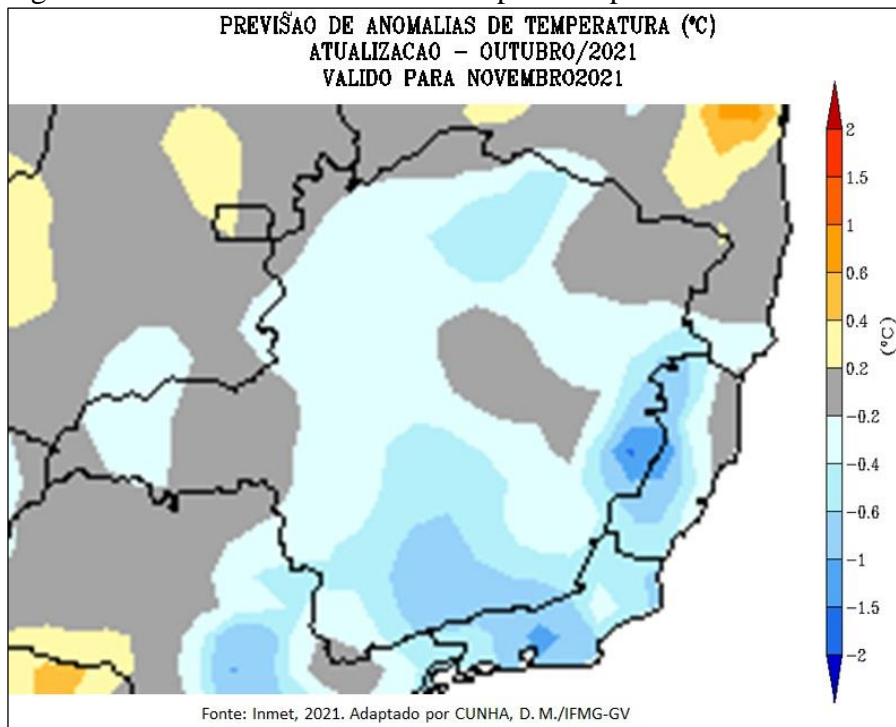 PREVISÃO DE ANOMALIAS DE TEMPERATURA (°C)
ATUALIZACAO - OUTUBRO/2021
VALIDO PARA NOVEMBRO2021
2
1.5
1
0.6
0.4
0.2
-0.2
-0.4
-0.6
-1
-1.5
-2
(°C)
Fonte: Inmet, 2021. Adaptado por CUNHA, D. M./IFMG-GV